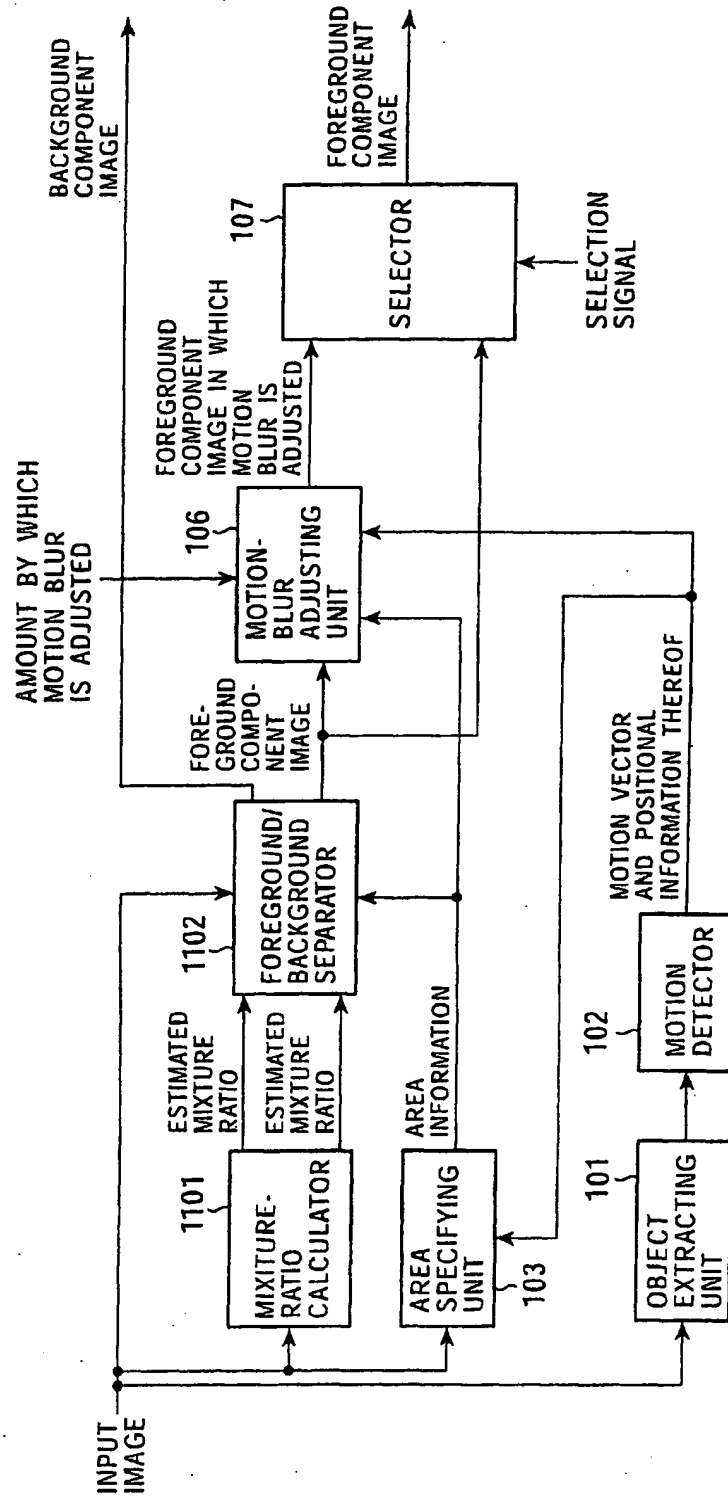 INPUT
IMAGE
1101
MIXITURE-
RATIO
CALCULATOR
ESTIMATED
MIXTURE
RATIO
ESTIMATED
MIXTURE
RATIO
1102
FOREGROUND/
BACKGROUND
SEPARATOR
BACKGROUND
COMPONENT
IMAGE
FORE-
GROUND
COMPO-
NENT
IMAGE
AMOUNT BY WHICH
MOTION BLUR
IS ADJUSTED
106
MOTION-
BLUR
ADJUSTING
UNIT
FOREGROUND
COMPONENT
IMAGE IN WHICH
MOTION
BLUR IS
ADJUSTED
107
SELECTOR
FOREGROUND
COMPONENT
IMAGE
SELECTION
SIGNAL
AREA
SPECIFYING
UNIT
103
AREA
INFORMATION
101
OBJECT
EXTRACTING
UNIT
102
MOTION
DETECTOR
MOTION VECTOR
AND POSITIONAL
INFORMATION THEREOF